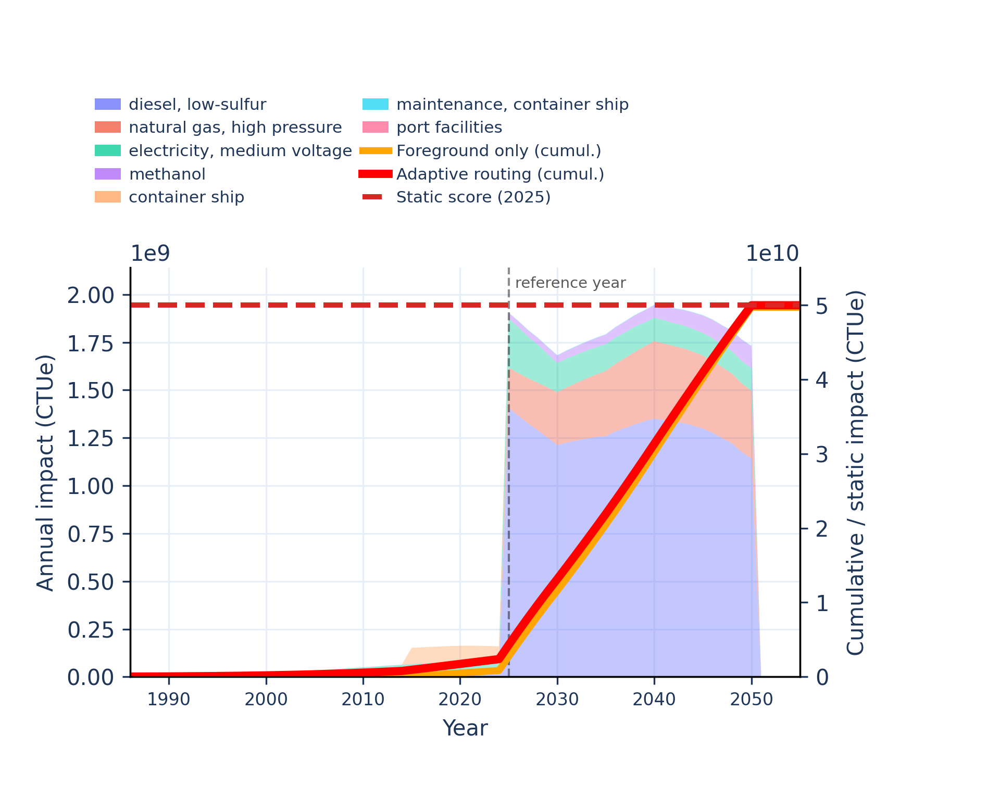 diesel, low-sulfur
natural gas, high pressure
electricity, medium voltage
methanol
container ship
maintenance, container ship
port facilities
Foreground only (cumul.)
Adaptive routing (cumul.)
Static score (2025)
1e9
1e10
reference year
2.00
1.75
1.50
1.25
1.00
0.75
0.50
0.25
0.00
Annual impact (CTUe)
5
4
3
2
1
0
Cumulative / static impact (CTUe)
1990
2000
2010
2020
2030
2040
2050
Year